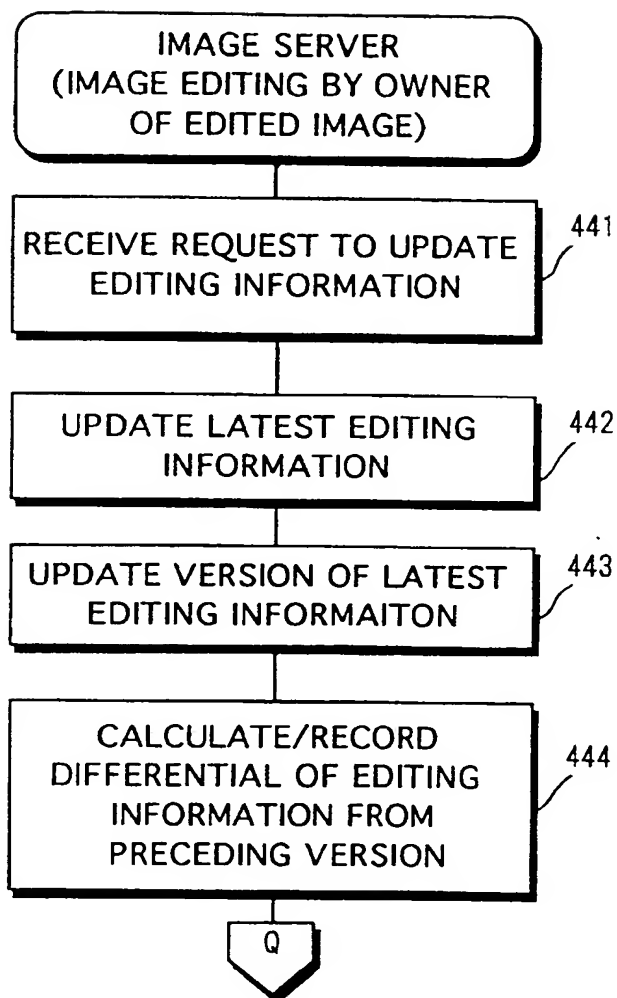 IMAGE SERVER
(IMAGE EDITING BY OWNER
OF EDITED IMAGE)
RECEIVE REQUEST TO UPDATE
EDITING INFORMATION
441
UPDATE LATEST EDITING
INFORMATION
442
UPDATE VERSION OF LATEST
EDITING INFORMAITON
443
CALCULATE/RECORD
DIFFERENTIAL OF EDITING
INFORMATION FROM
PRECEDING VERSION
444
Q